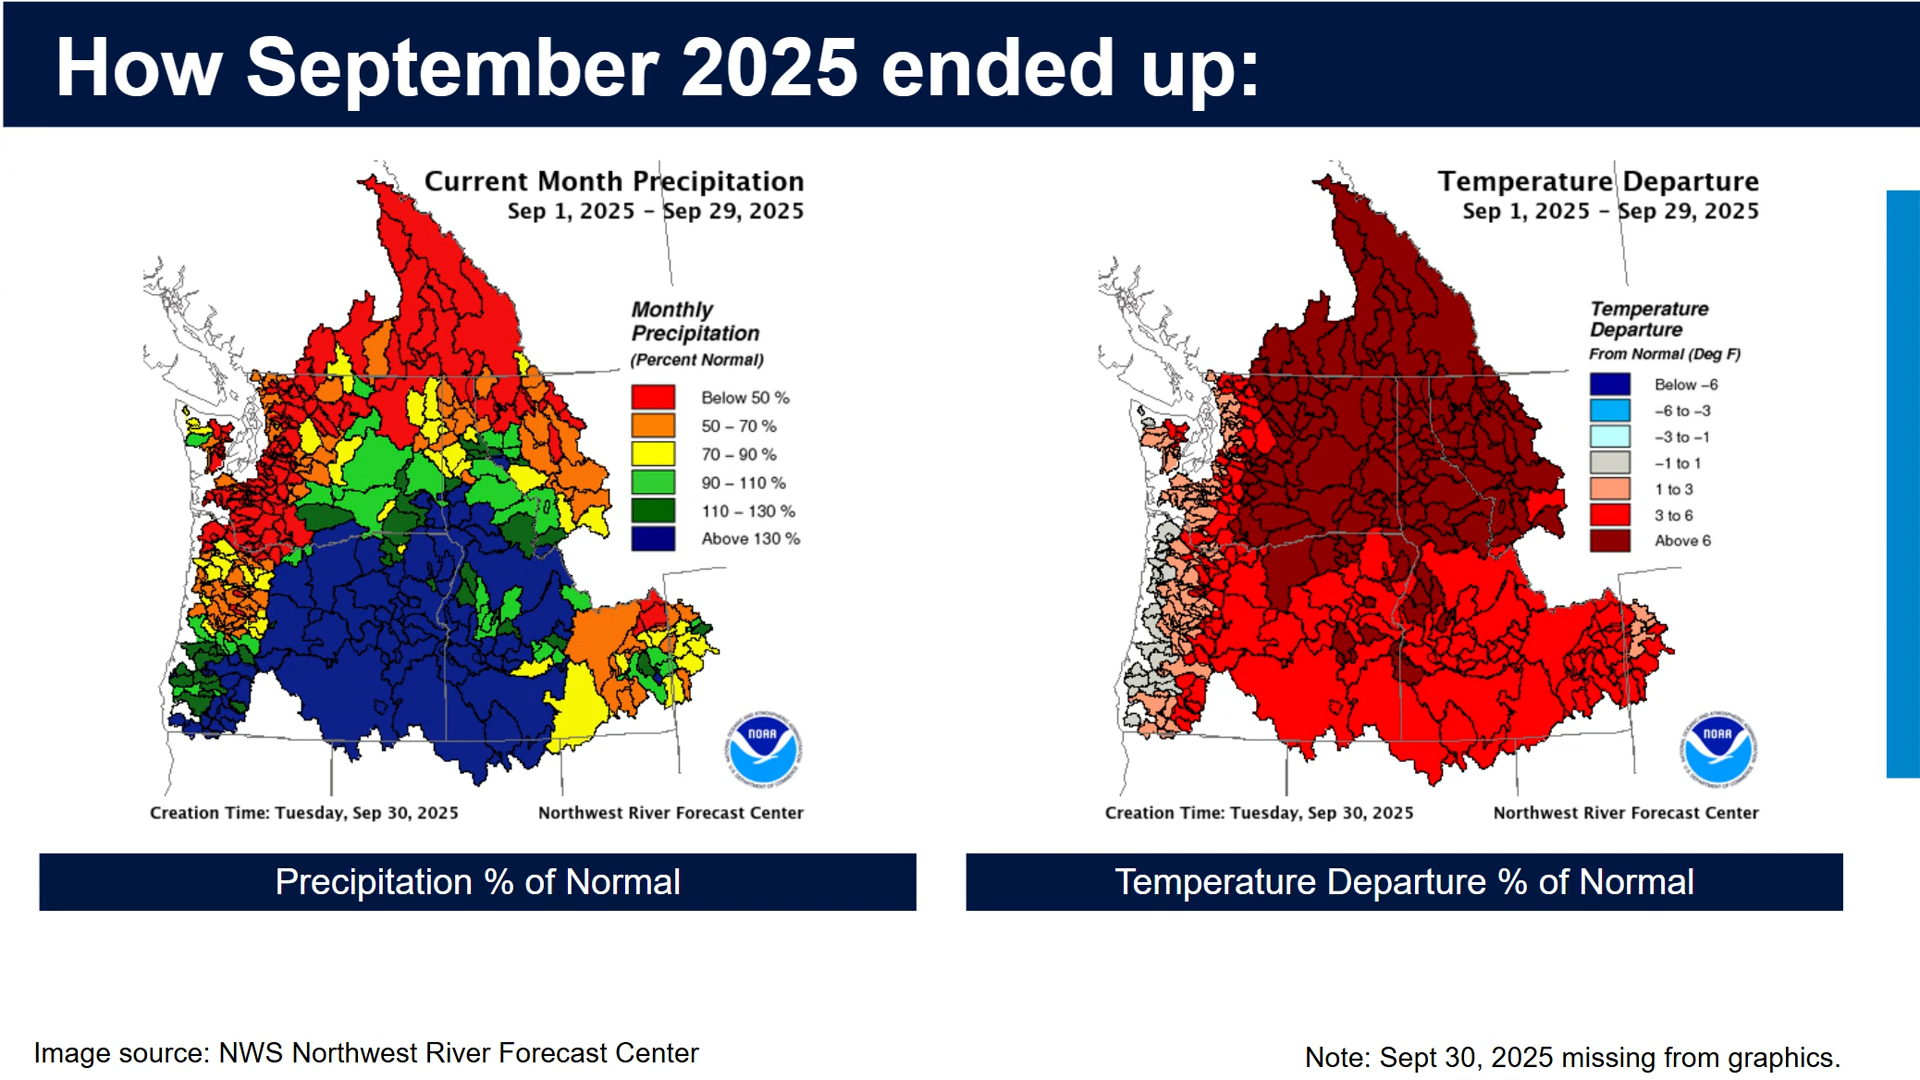 How September 2025 ended up:
Current Month Precipitation
Sep 1, 2025 – Sep 29, 2025
Monthly
Precipitation
(Percent Normal)
Below 50 %
50 – 70 %
70 – 90 %
90 – 110 %
110 – 130 %
Above 130 %
NOAA
Creation Time: Tuesday, Sep 30, 2025
Northwest River Forecast Center
Precipitation % of Normal
Temperature Departure
Sep 1, 2025 – Sep 29, 2025
Temperature
Departure
From Normal (Deg F)
Below –6
–6 to –3
–3 to –1
–1 to 1
1 to 3
3 to 6
Above 6
NOAA
Creation Time: Tuesday, Sep 30, 2025
Northwest River Forecast Center
Temperature Departure % of Normal
Image source: NWS Northwest River Forecast Center
Note: Sept 30, 2025 missing from graphics.